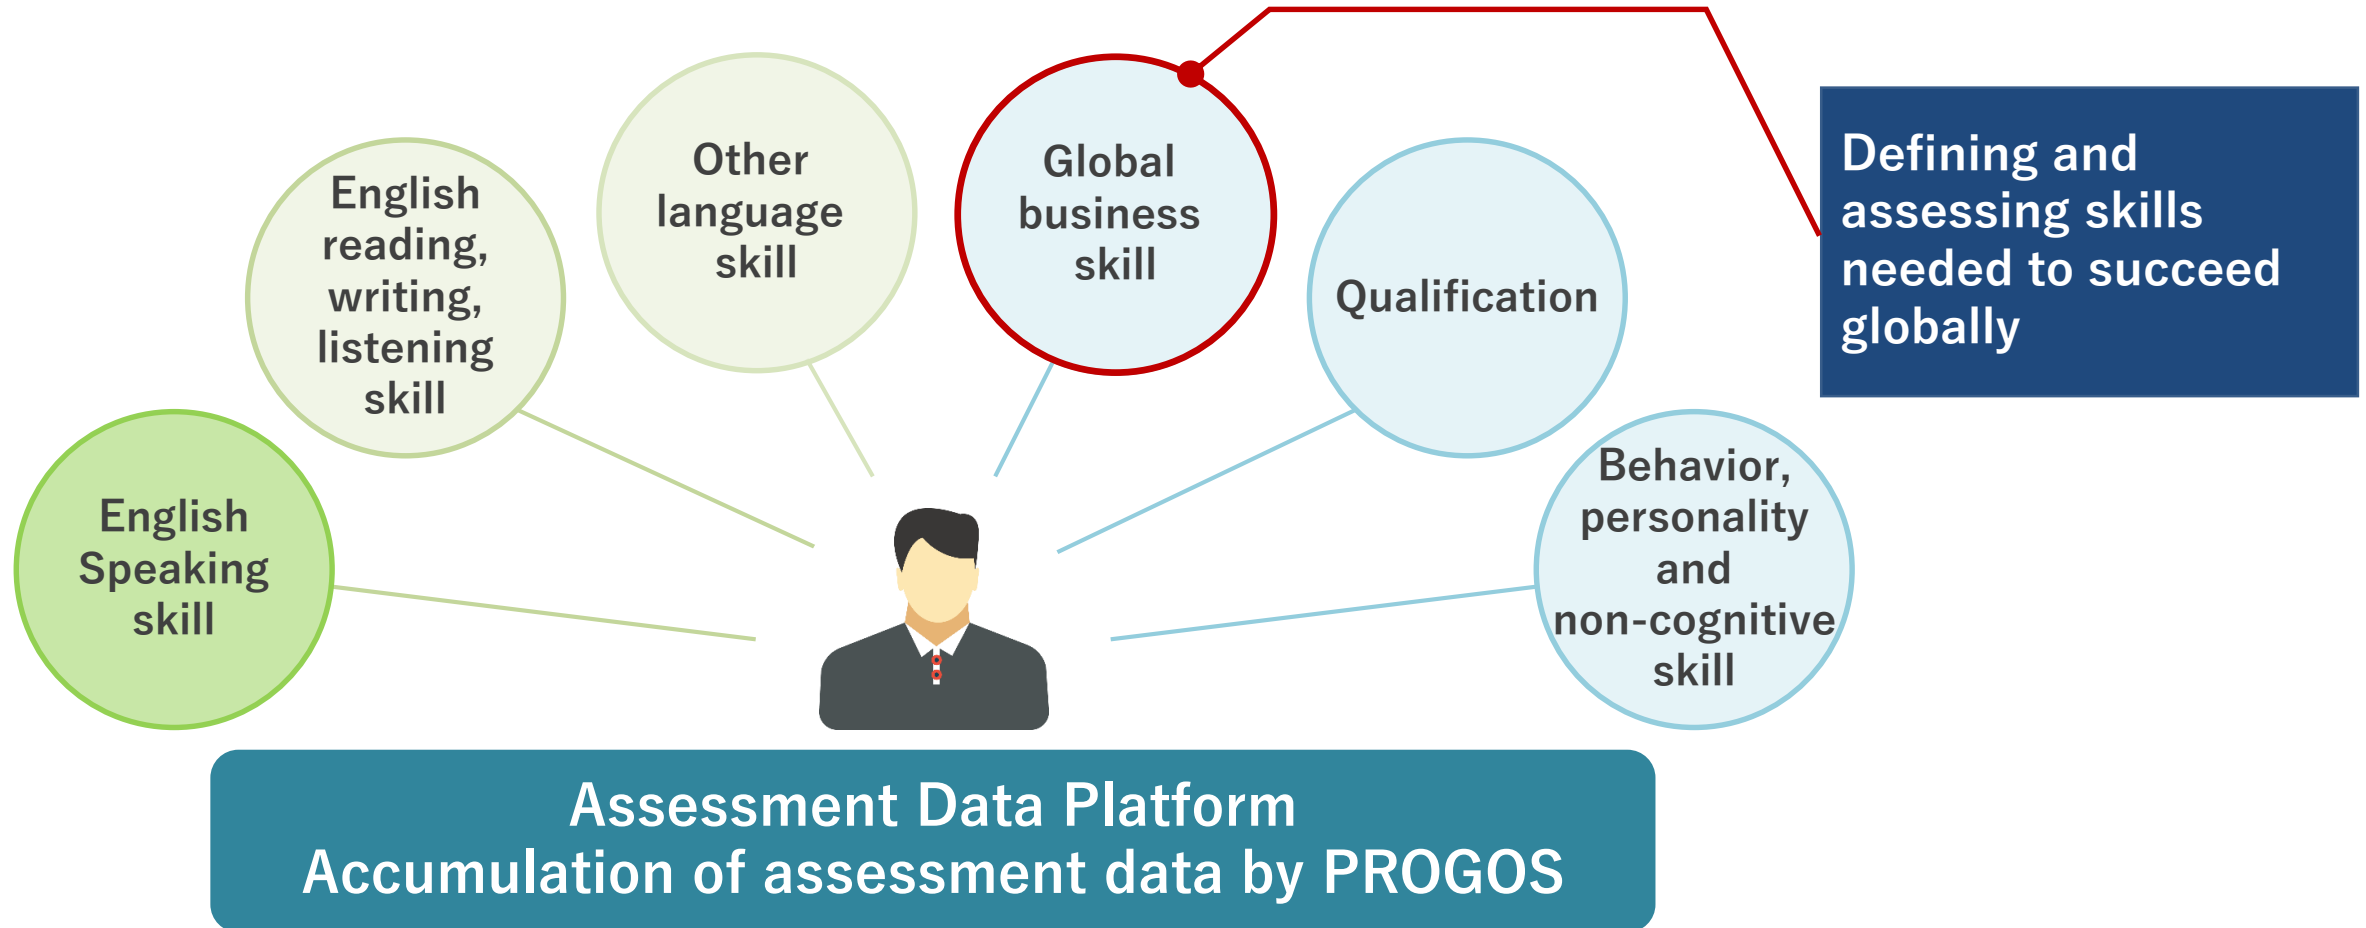 English
Speaking
skill
English
reading,
writing,
listening
skill
Other
language
skill
Global
business
skill
Qualification
Behavior,
personality
and
non-cognitive
skill
Defining and
assessing skills
needed to succeed
globally
Assessment Data Platform
Accumulation of assessment data by PROGOS